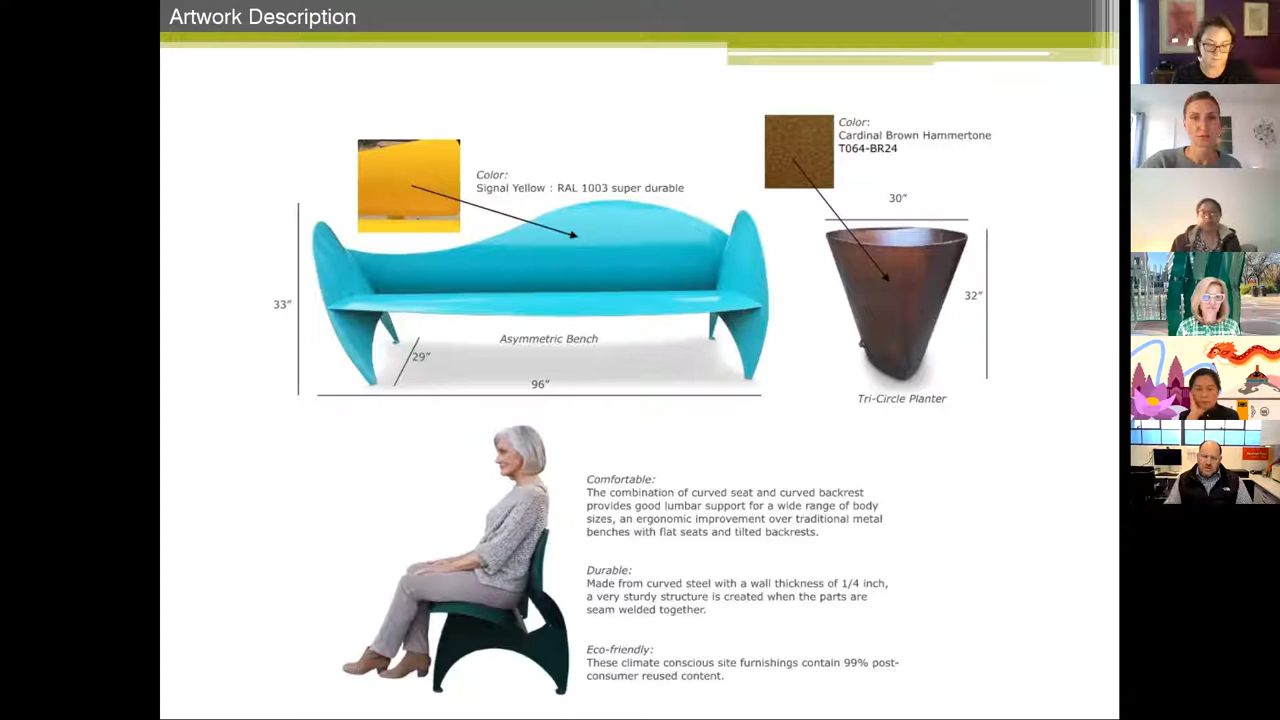 Artwork Description
Color:
Cardinal Brown Hammertone
T064-BR24
Color:
Signal Yellow : RAL 1003 super durable
30”
33”
32”
Asymmetric Bench
29”
96”
Tri-Circle Planter
Comfortable:
The combination of curved seat and curved backrest
provides good lumbar support for a wide range of body
sizes, an ergonomic improvement over traditional metal
benches with flat seats and tilted backrests.
Durable:
Made from curved steel with a wall thickness of 1/4 inch,
a very sturdy structure is created when the parts are
seam welded together.
Eco-friendly:
These climate conscious site furnishings contain 99% post-
consumer reused content.